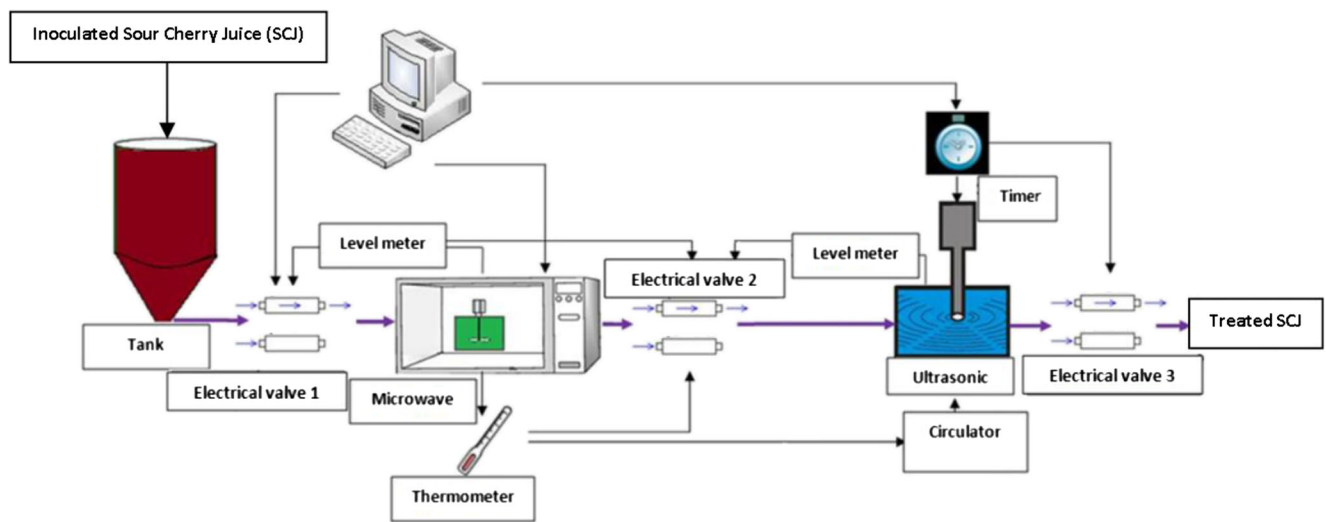 Inoculated Sour Cherry Juice (SCJ)
Timer
Level meter
Level meter
Electrical valve 2
Tank
Treated SCJ
Electrical valve 1
Microwave
Ultrasonic
Electrical valve 3
Circulator
Thermometer